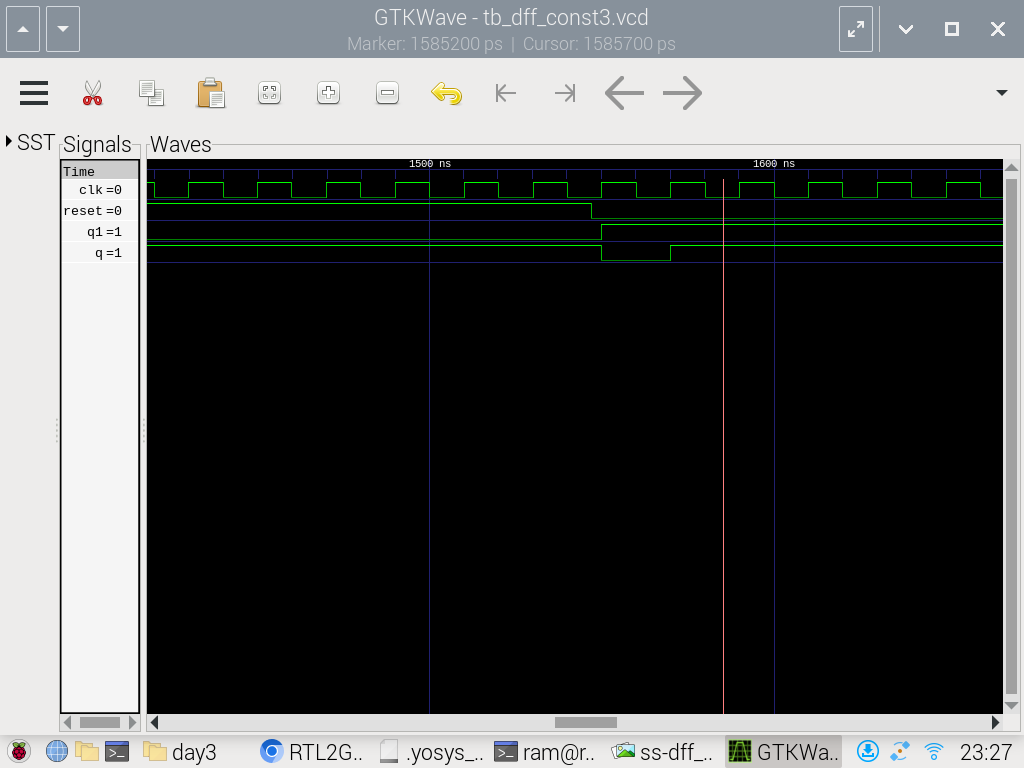 GTKWave - tb_dff_const3.vcd
Marker: 1585200 ps | Cursor: 1585700 ps
SST
Signals
Waves
Time
1500 ns
1600 ns
clk =0
reset =0
q1 =1
q =1
day3
RTL2G..
.yosys_..
ram@r..
ss-dff_..
GTKWa..
23:27